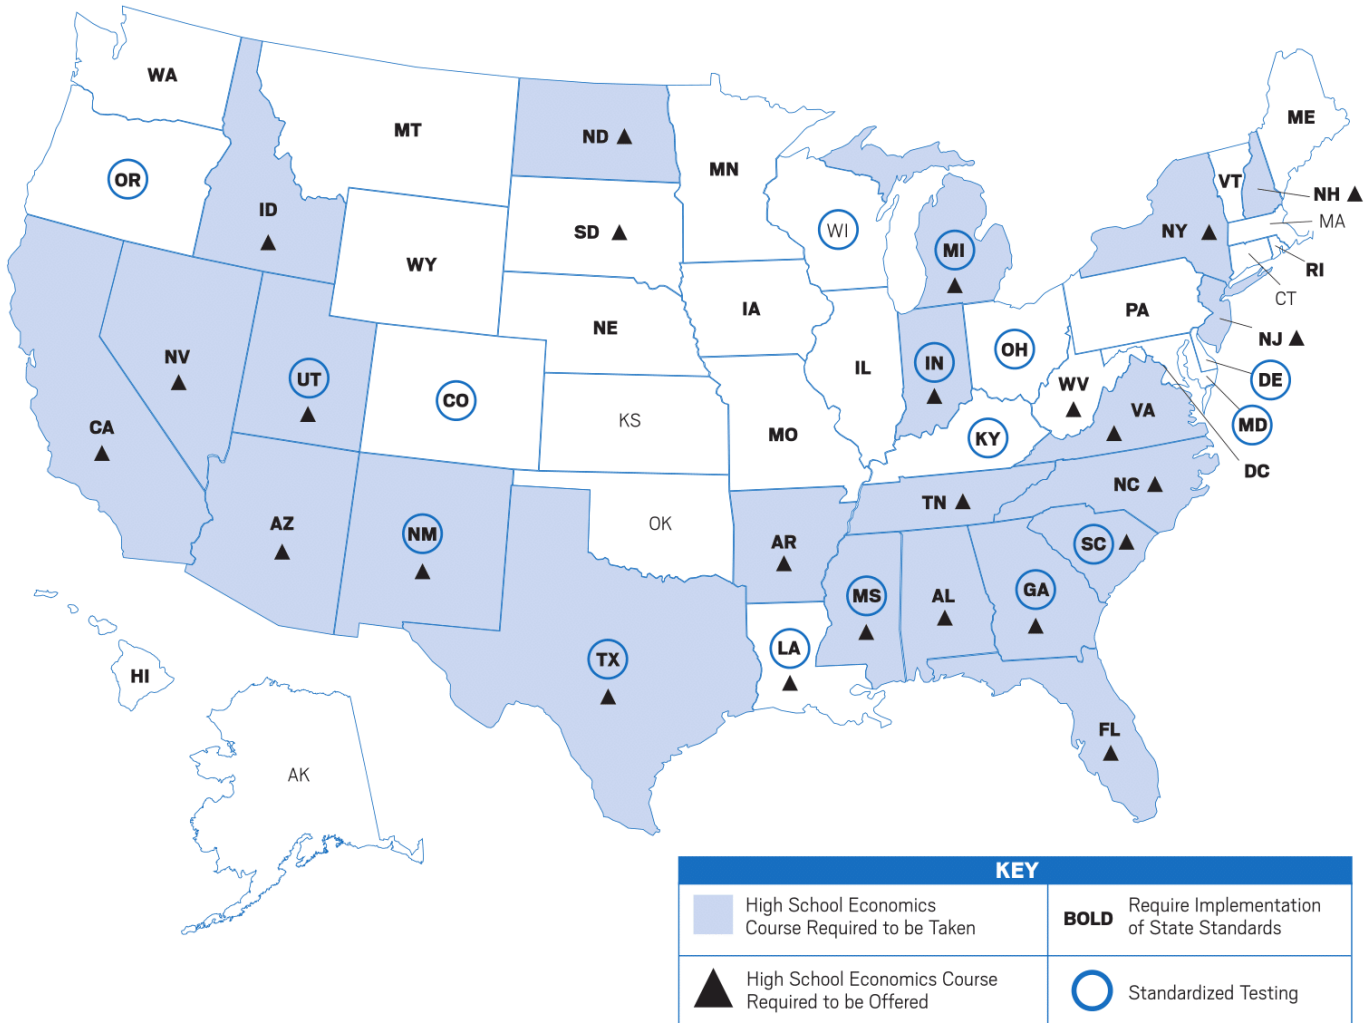 WA
ME
MT
ND ▲
MN
OR
VT
NH ▲
ID
▲
SD ▲
WI
NY ▲
MA
MI
▲
WY
RI
CT
IA
PA
NE
NJ ▲
NV
▲
UT
▲
CO
IL
IN
▲
OH
DE
WV
▲
KS
VA
▲
MD
CA
▲
MO
KY
DC
NC ▲
TN ▲
AZ
▲
NM
▲
OK
AR
▲
SC ▲
MS
▲
AL
▲
GA
▲
TX
▲
LA
▲
HI
FL
▲
AK
KEY
High School Economics
Course Required to be Taken
BOLD
Require Implementation
of State Standards
▲
High School Economics Course
Required to be Offered
Standardized Testing